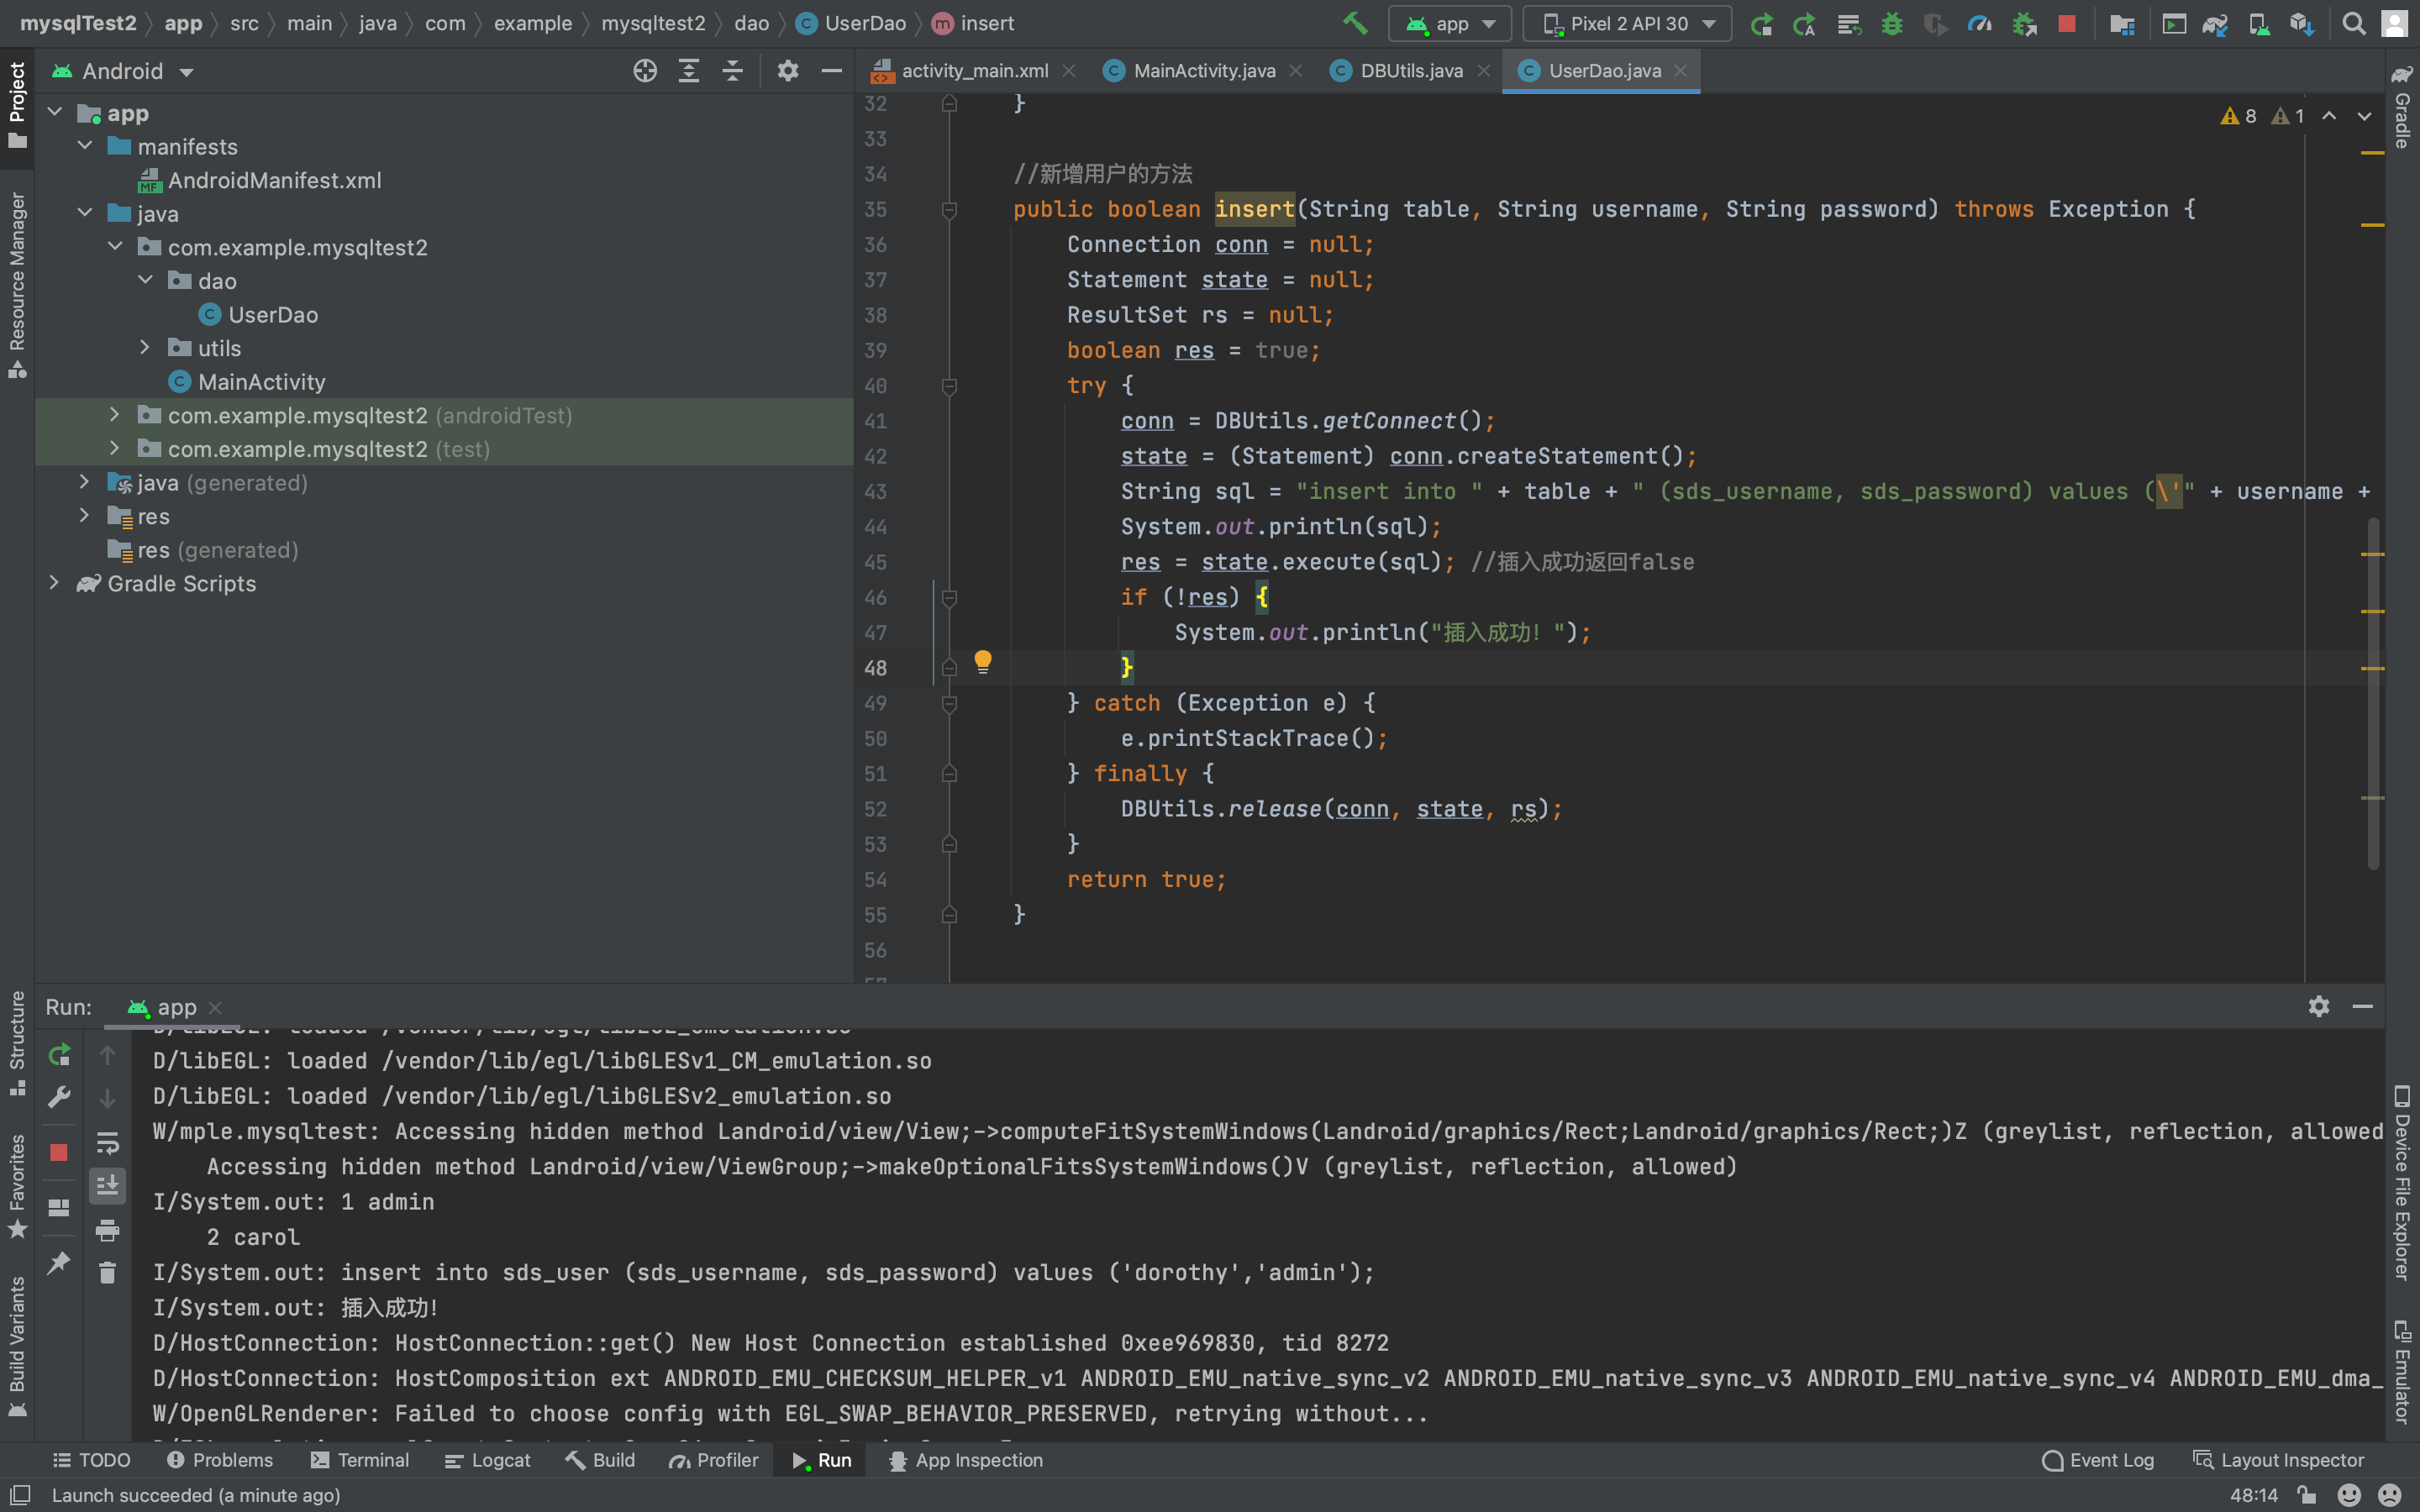 mysqlTest2 app src main java com example mysqltest2 dao UserDao insert
app
Pixel 2 API 30
Project
Resource Manager
Structure
Favorites
Build Variants
Android
app
manifests
AndroidManifest.xml
java
com.example.mysqltest2
dao
UserDao
utils
MainActivity
com.example.mysqltest2 (androidTest)
com.example.mysqltest2 (test)
java (generated)
res
res (generated)
Gradle Scripts
activity_main.xml
MainActivity.java
DBUtils.java
UserDao.java
8 1
32 }
33
34 //新增用户的方法
35 public boolean insert(String table, String username, String password) throws Exception {
36 Connection conn = null;
37 Statement state = null;
38 ResultSet rs = null;
39 boolean res = true;
40 try {
41 conn = DBUtils.getConnect();
42 state = (Statement) conn.createStatement();
43 String sql = "insert into " + table + " (sds_username, sds_password) values (\'" + username +
44 System.out.println(sql);
45 res = state.execute(sql); //插入成功返回false
46 if (!res) {
47 System.out.println("插入成功! ");
48 }
49 } catch (Exception e) {
50 e.printStackTrace();
51 } finally {
52 DBUtils.release(conn, state, rs);
53 }
54 return true;
55 }
56
Gradle
Device File Explorer
Emulator
Run: app
D/libEGL: loaded /vendor/lib/egl/libGLESv1_CM_emulation.so
D/libEGL: loaded /vendor/lib/egl/libGLESv2_emulation.so
W/mple.mysqltest: Accessing hidden method Landroid/view/View;->computeFitSystemWindows(Landroid/graphics/Rect;Landroid/graphics/Rect;)Z (greylist, reflection, allowed
Accessing hidden method Landroid/view/ViewGroup;->makeOptionalFitsSystemWindows()V (greylist, reflection, allowed)
I/System.out: 1 admin
2 carol
I/System.out: insert into sds_user (sds_username, sds_password) values ('dorothy','admin');
I/System.out: 插入成功!
D/HostConnection: HostConnection::get() New Host Connection established 0xee969830, tid 8272
D/HostConnection: HostComposition ext ANDROID_EMU_CHECKSUM_HELPER_v1 ANDROID_EMU_native_sync_v2 ANDROID_EMU_native_sync_v3 ANDROID_EMU_native_sync_v4 ANDROID_EMU_dma_
W/OpenGLRenderer: Failed to choose config with EGL_SWAP_BEHAVIOR_PRESERVED, retrying without...
TODO Problems Terminal Logcat Build Profiler Run App Inspection Event Log Layout Inspector
Launch succeeded (a minute ago) 48:14